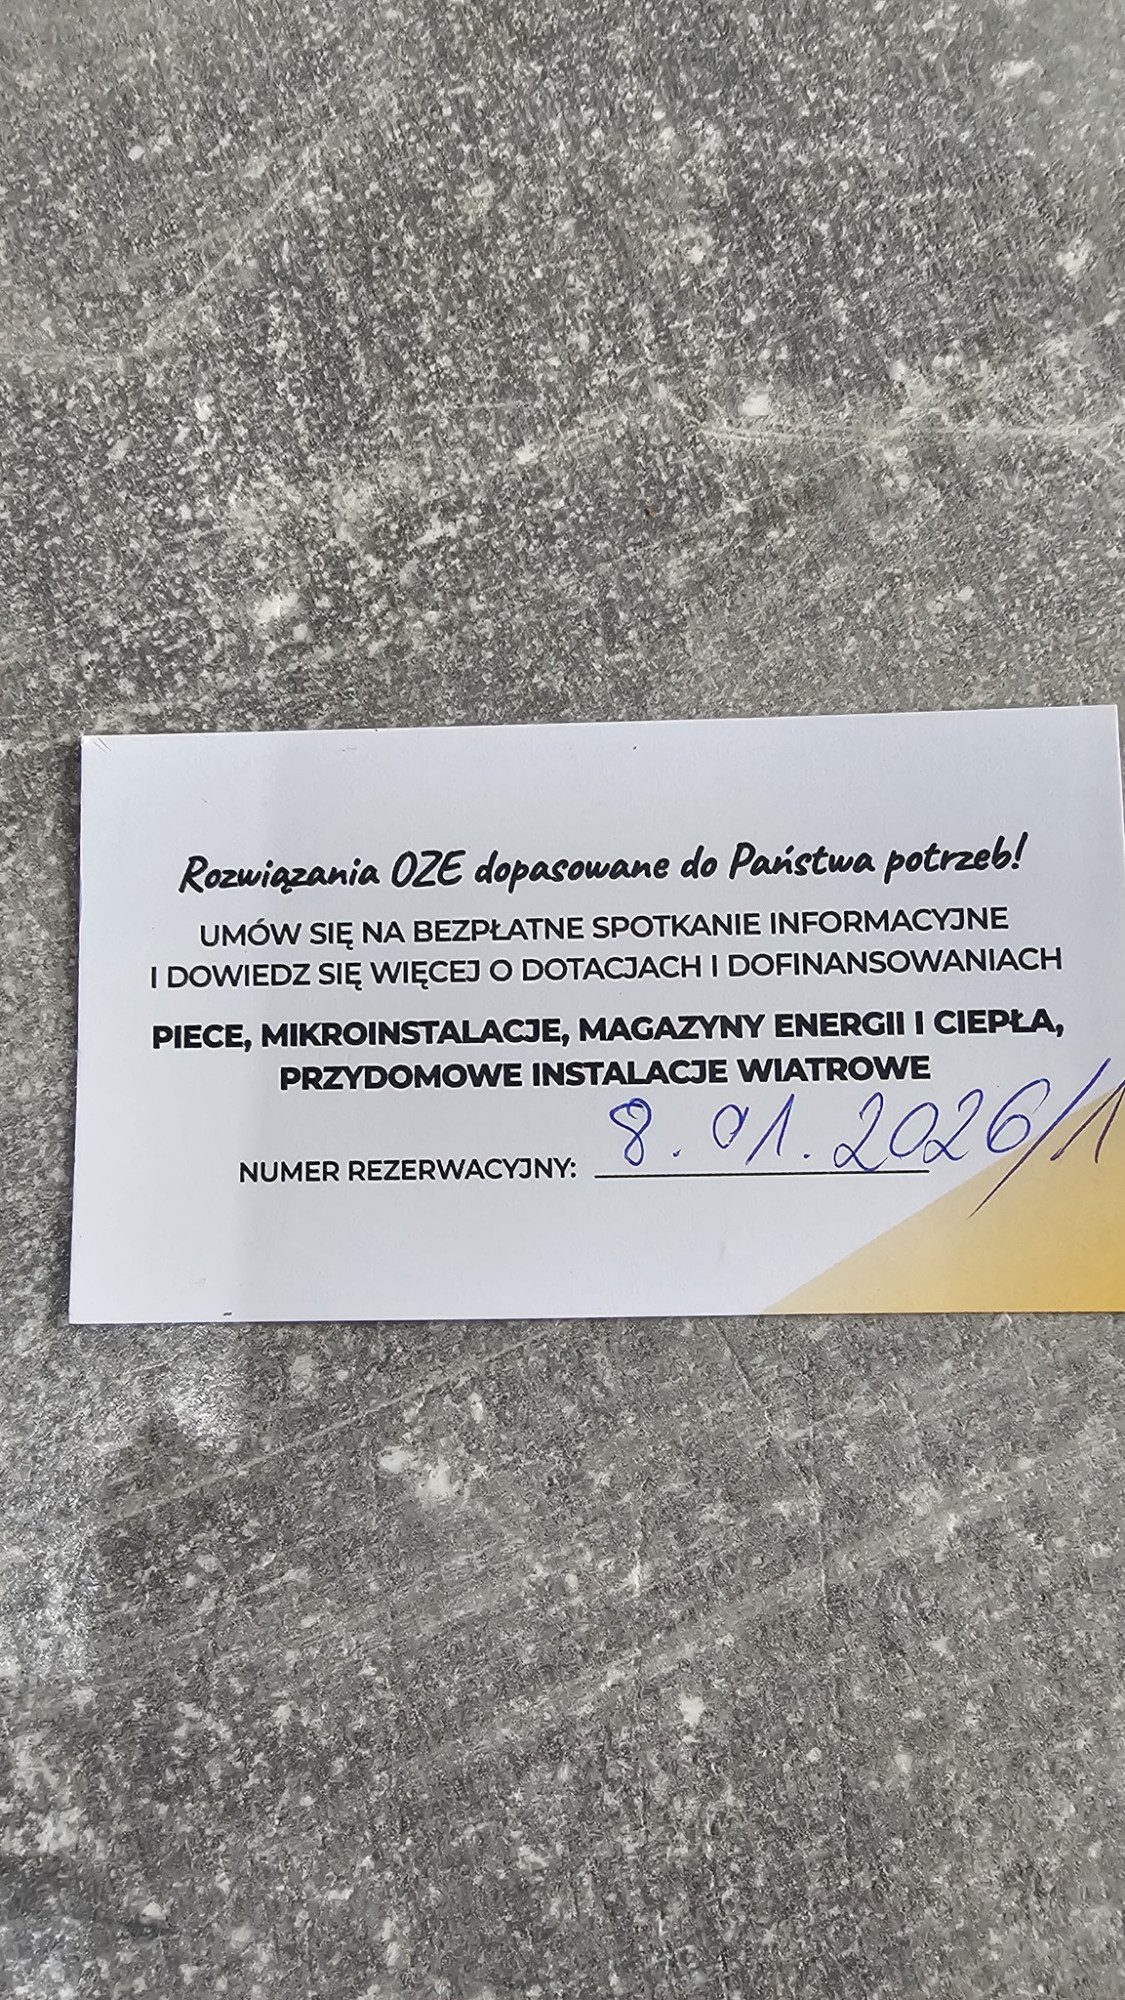 Rozwiązania OZE dopasowane do Państwa potrzeb!
UMÓW SIĘ NA BEZPŁATNE SPOTKANIE INFORMACYJNE
I DOWIEDZ SIĘ WIĘCEJ O DOTACJACH I DOFINANSOWANIACH
PIECE, MIKROINSTALACJE, MAGAZYNY ENERGII I CIEPŁA,
PRZYDOMOWE INSTALACJE WIATROWE
NUMER REZERWACYJNY: 8.01.2026/1